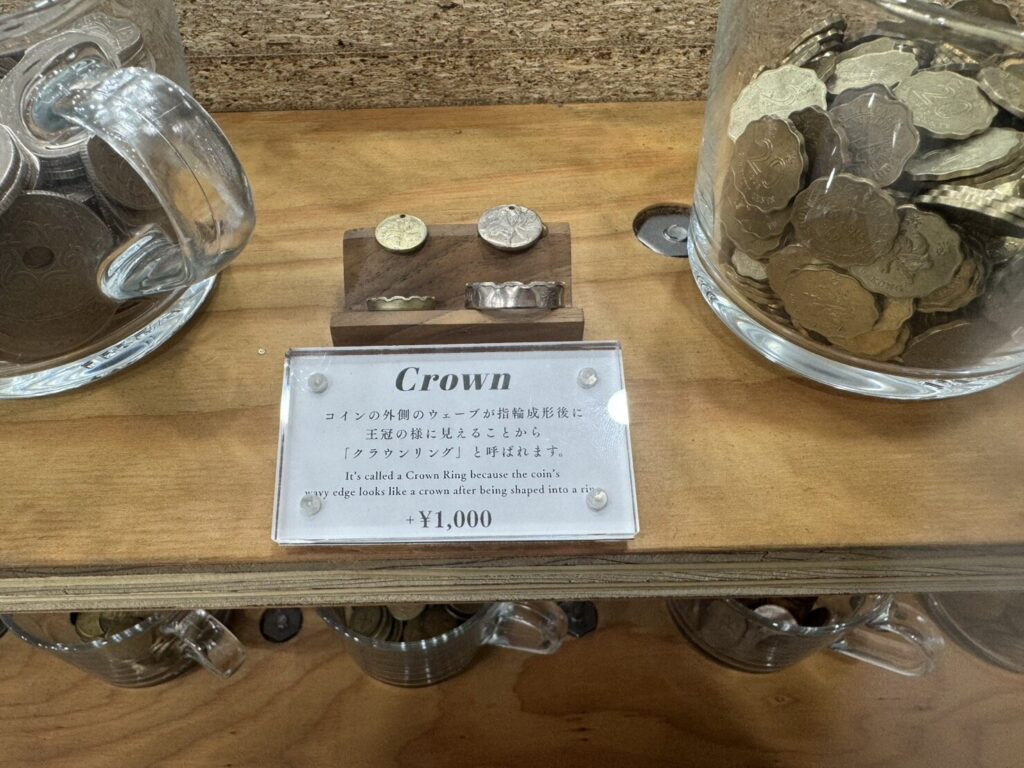 Crown
コインの外側のウェーブが指輪成形後に
王冠の様に見えることから
「クラウンリング」と呼ばれます。
It's called a Crown Ring because the coin's
wavy edge looks like a crown after being shaped into a
+¥1,000
2
2